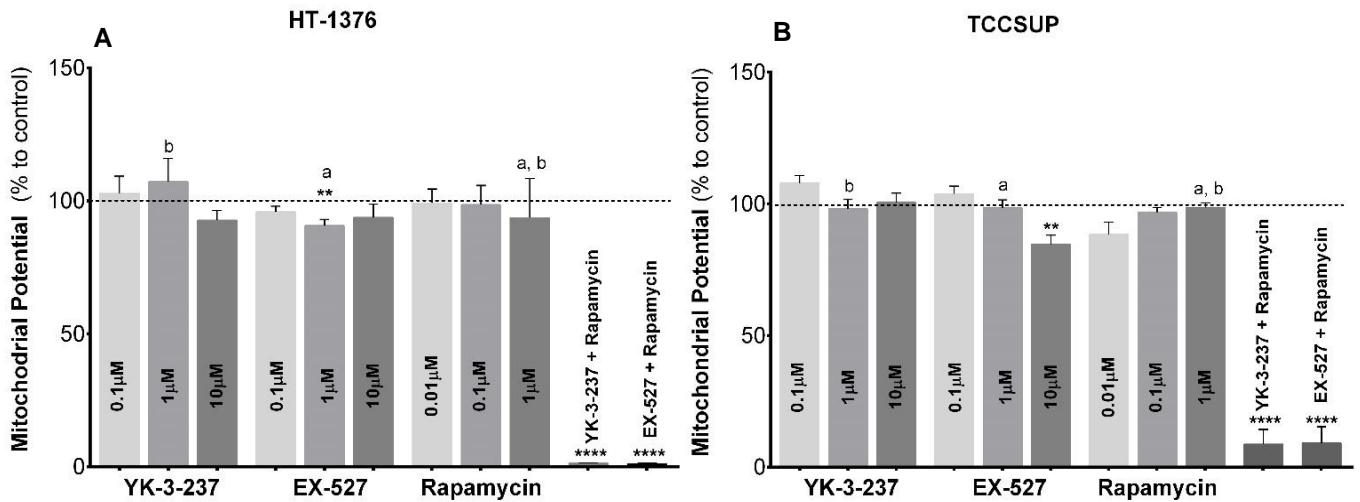 A
HT-1376
Mitochodrial Potential (% to control)
150
100
50
0
b
a
**
a, b
0.1μM
1μM
10μM
0.1μM
1μM
10μM
0.01μM
0.1μM
1μM
YK-3-237 + Rapamycin
EX-527 + Rapamycin
****
****
YK-3-237
EX-527
Rapamycin
B
TCCSUP
Mitochondrial Potential (% to control)
150
100
50
0
b
a
**
a, b
0.1μM
1μM
10μM
0.1μM
1μM
10μM
0.01μM
0.1μM
1μM
YK-3-237 + Rapamycin
EX-527 + Rapamycin
****
****
YK-3-237
EX-527
Rapamycin